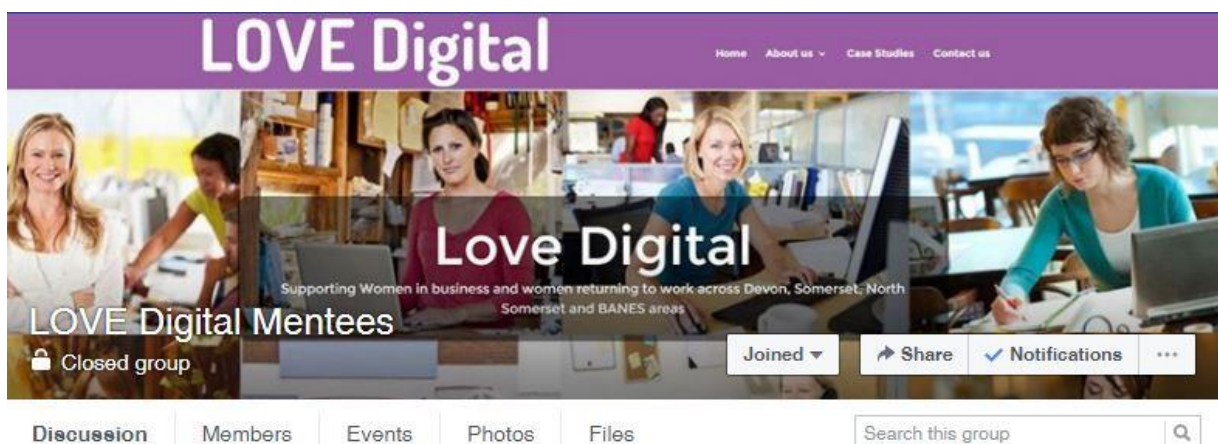 LOVE Digital
Home About us Case Studies Contact us
Love Digital
Supporting Women in business and women returning to work across Devon, Somerset, North
Somerset and BANES areas
LOVE Digital Mentees
Closed group
Joined Share Notifications ...
Discussion Members Events Photos Files Search this group